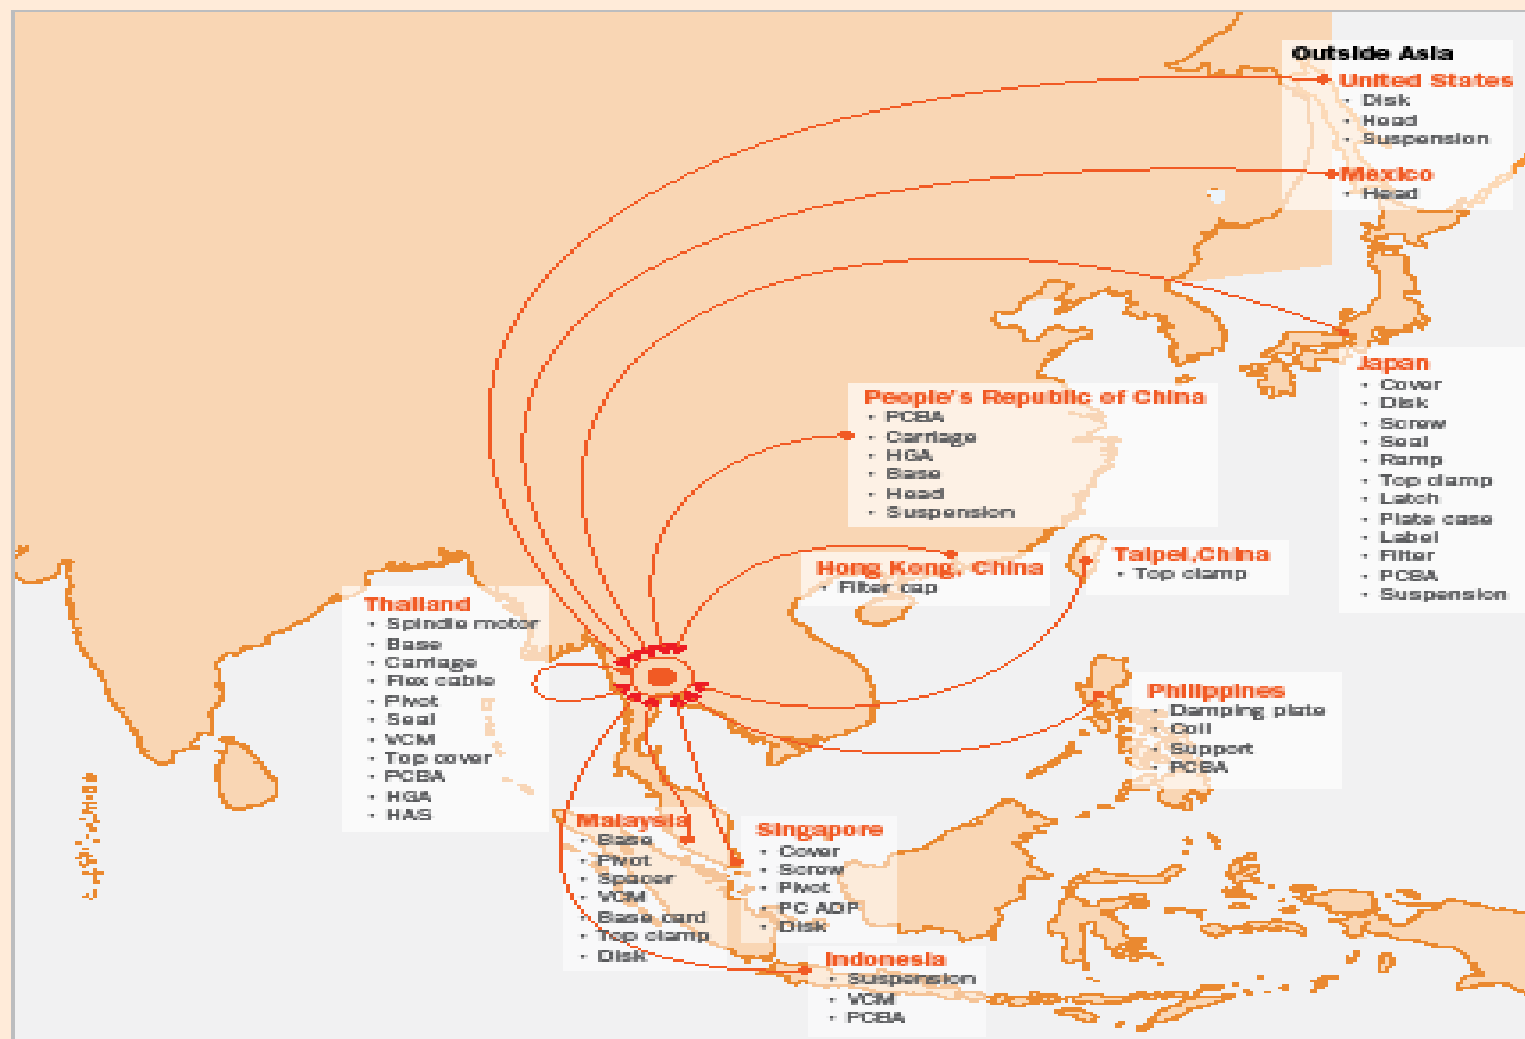 Outside Asia
United States
• Disk
• Head
• Suspension
Mexico
• Head
Japan
• Cover
• Disk
• Screw
• Seal
• Ramp
• Top clamp
• Latch
• Plate case
• Label
• Filter
• PCBA
• Suspension
People's Republic of China
• PCBA
• Carriage
• HGA
• Base
• Head
• Suspension
Hong Kong, China
• Filter cap
Taipei,China
• Top clamp
Thailand
• Spindle motor
• Base
• Carriage
• Flex cable
• Pivot
• Seal
• VCM
• Top cover
• PCBA
• HGA
• HAS
Philippines
• Damping plate
• Coil
• Support
• PCBA
Malaysia
• Base
• Pivot
• Spacer
• VCM
• Base card
• Top clamp
• Disk
Singapore
• Cover
• Screw
• Pivot
• PC ADP
• Disk
Indonesia
• Suspension
• VCM
• PCBA